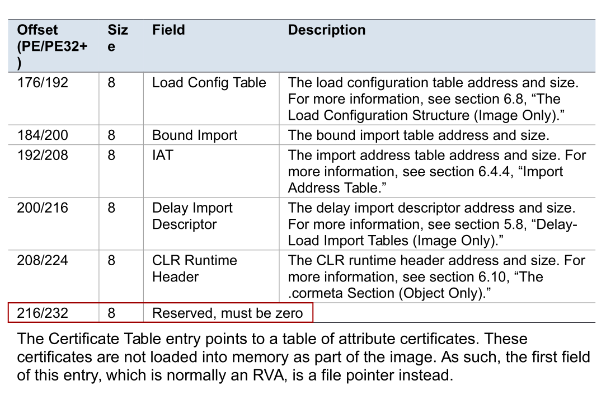 Offset (PE/PE32+) Size Field Description
176/192 8 Load Config Table The load configuration table address and size.
For more information, see section 6.8, “The
Load Configuration Structure (Image Only).”
184/200 8 Bound Import The bound import table address and size.
192/208 8 IAT The import address table address and size. For
more information, see section 6.4.4, “Import
Address Table.”
200/216 8 Delay Import Descriptor The delay import descriptor address and size.
For more information, see section 5.8, “Delay-
Load Import Tables (Image Only).”
208/224 8 CLR Runtime Header The CLR runtime header address and size. For
more information, see section 6.10, “The
.cormeta Section (Object Only).”
216/232 8 Reserved, must be zero
The Certificate Table entry points to a table of attribute certificates. These
certificates are not loaded into memory as part of the image. As such, the first field
of this entry, which is normally an RVA, is a file pointer instead.